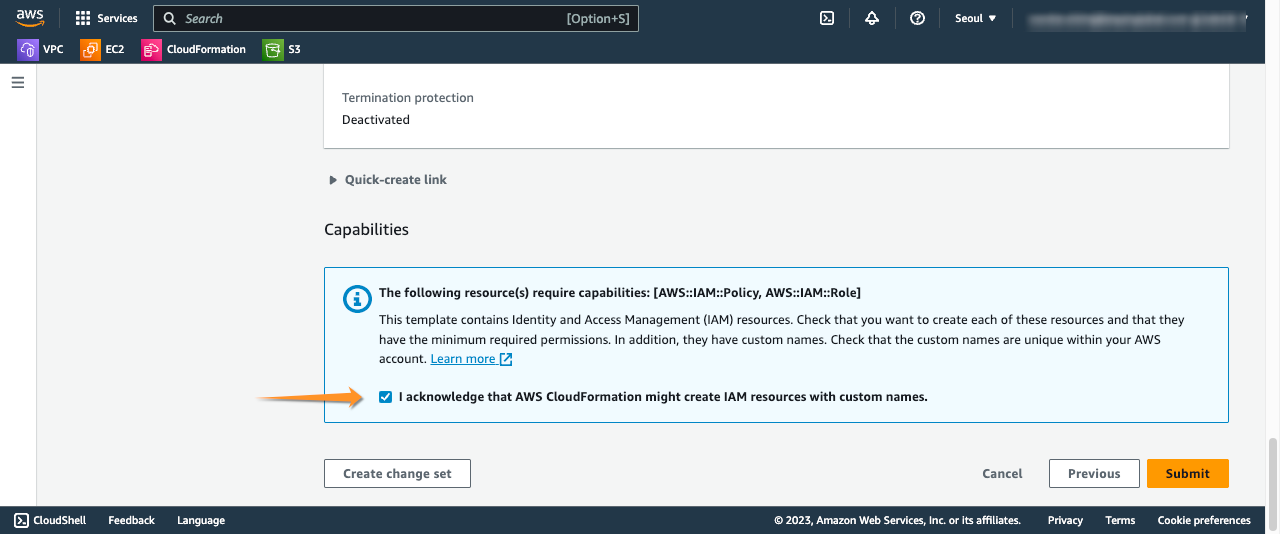 aws Services Search [Option+S] Seoul
VPC EC2 CloudFormation S3
Termination protection
Deactivated
Quick-create link
Capabilities
The following resource(s) require capabilities: [AWS::IAM::Policy, AWS::IAM::Role]
This template contains Identity and Access Management (IAM) resources. Check that you want to create each of these resources and that they
have the minimum required permissions. In addition, they have custom names. Check that the custom names are unique within your AWS
account. Learn more
I acknowledge that AWS CloudFormation might create IAM resources with custom names.
Create change set Cancel Previous Submit
CloudShell Feedback Language © 2023, Amazon Web Services, Inc. or its affiliates. Privacy Terms Cookie preferences